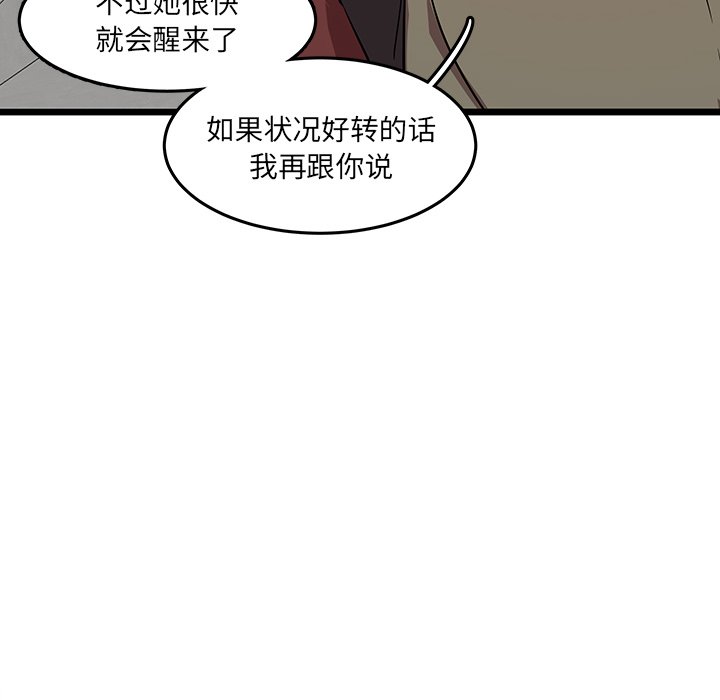 不过她很快
就会醒来了
如果状况好转的话
我再跟你说